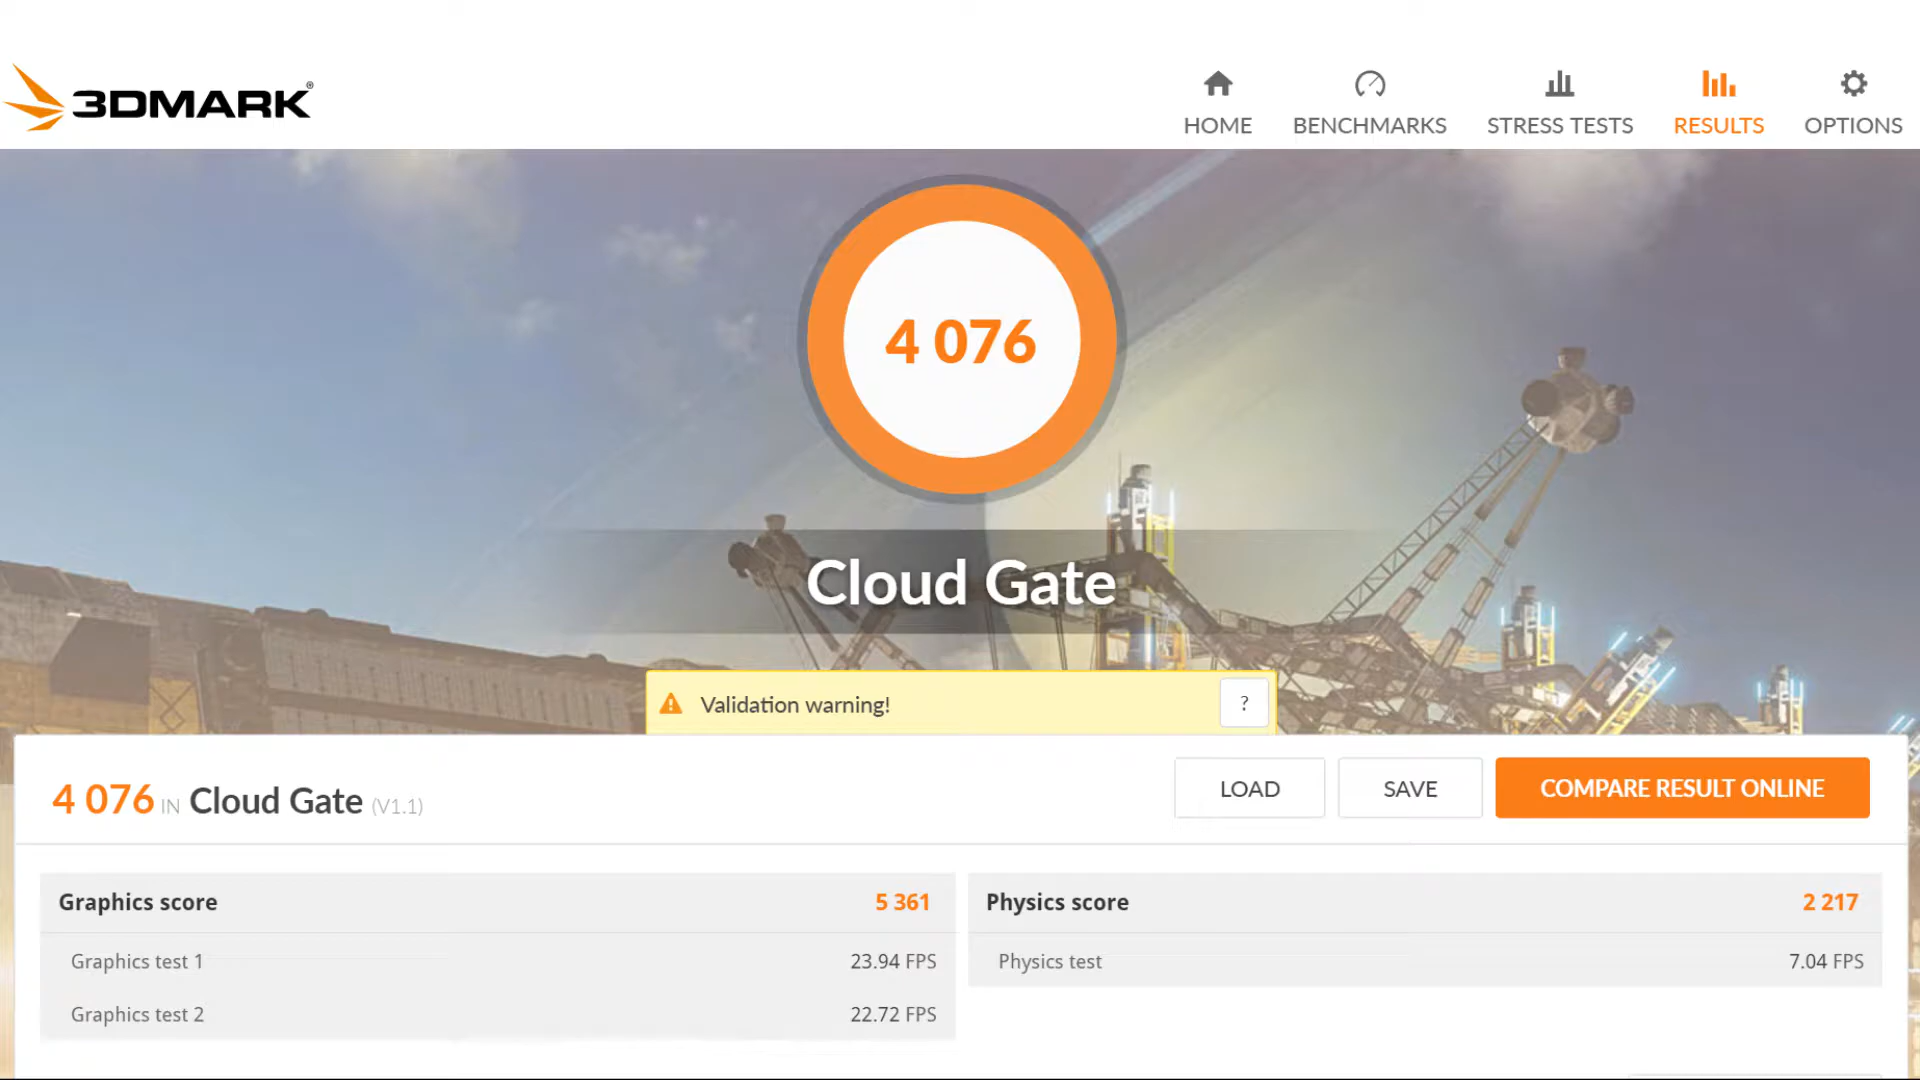 3DMARK®
HOME
BENCHMARKS
STRESS TESTS
RESULTS
OPTIONS
4 076
Cloud Gate
Validation warning!
?
4 076 IN Cloud Gate (V1.1)
LOAD
SAVE
COMPARE RESULT ONLINE
Graphics score 5 361
Graphics test 1 23.94 FPS
Graphics test 2 22.72 FPS
Physics score 2 217
Physics test 7.04 FPS